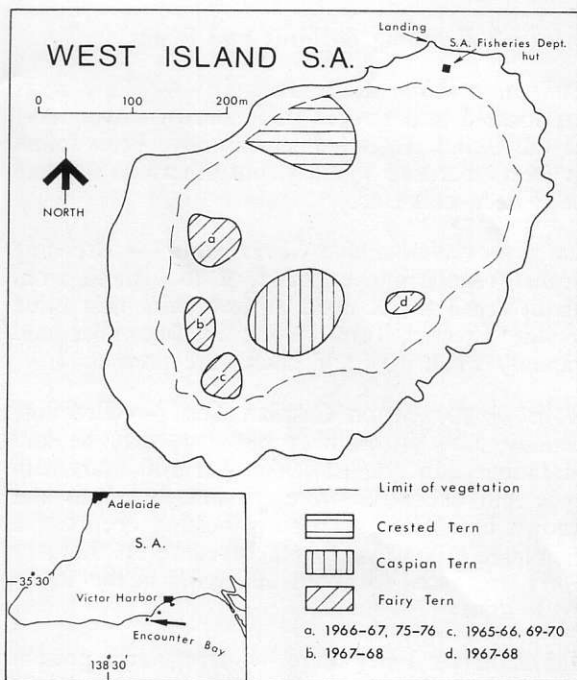 WEST ISLAND S.A.
Landing
S.A. Fisheries Dept.
hut
0 100 200m
NORTH
a
b
c
d
Limit of vegetation
Crested Tern
Caspian Tern
Fairy Tern
a. 1966–67, 75–76 c. 1965-66, 69-70
b. 1967–68 d. 1967-68
Adelaide
S. A.
35 30
Victor Harbor
Encounter Bay
138 30